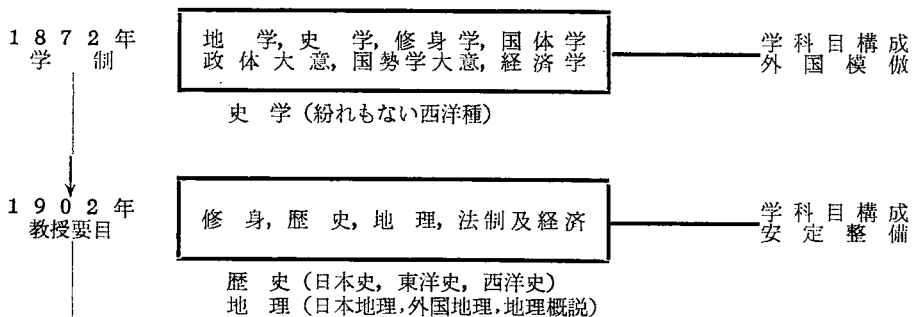 1872年
学制
地学,史学,修身学,国体学
政体大意,国勢学大意,経済学
学科目構成
外国模倣
史学(紛れもない西洋種)
1902年
教授要目
修身,歴史,地理,法制及経済
学科目構成
安定整備
歴史(日本史,東洋史,西洋史)
地理(日本地理,外国地理,地理概説)